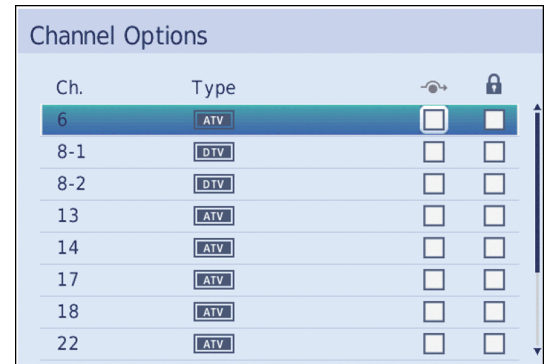 Channel Options
Ch. Type
6 ATV
8-1 DTV
8-2 DTV
13 ATV
14 ATV
17 ATV
18 ATV
22 ATV